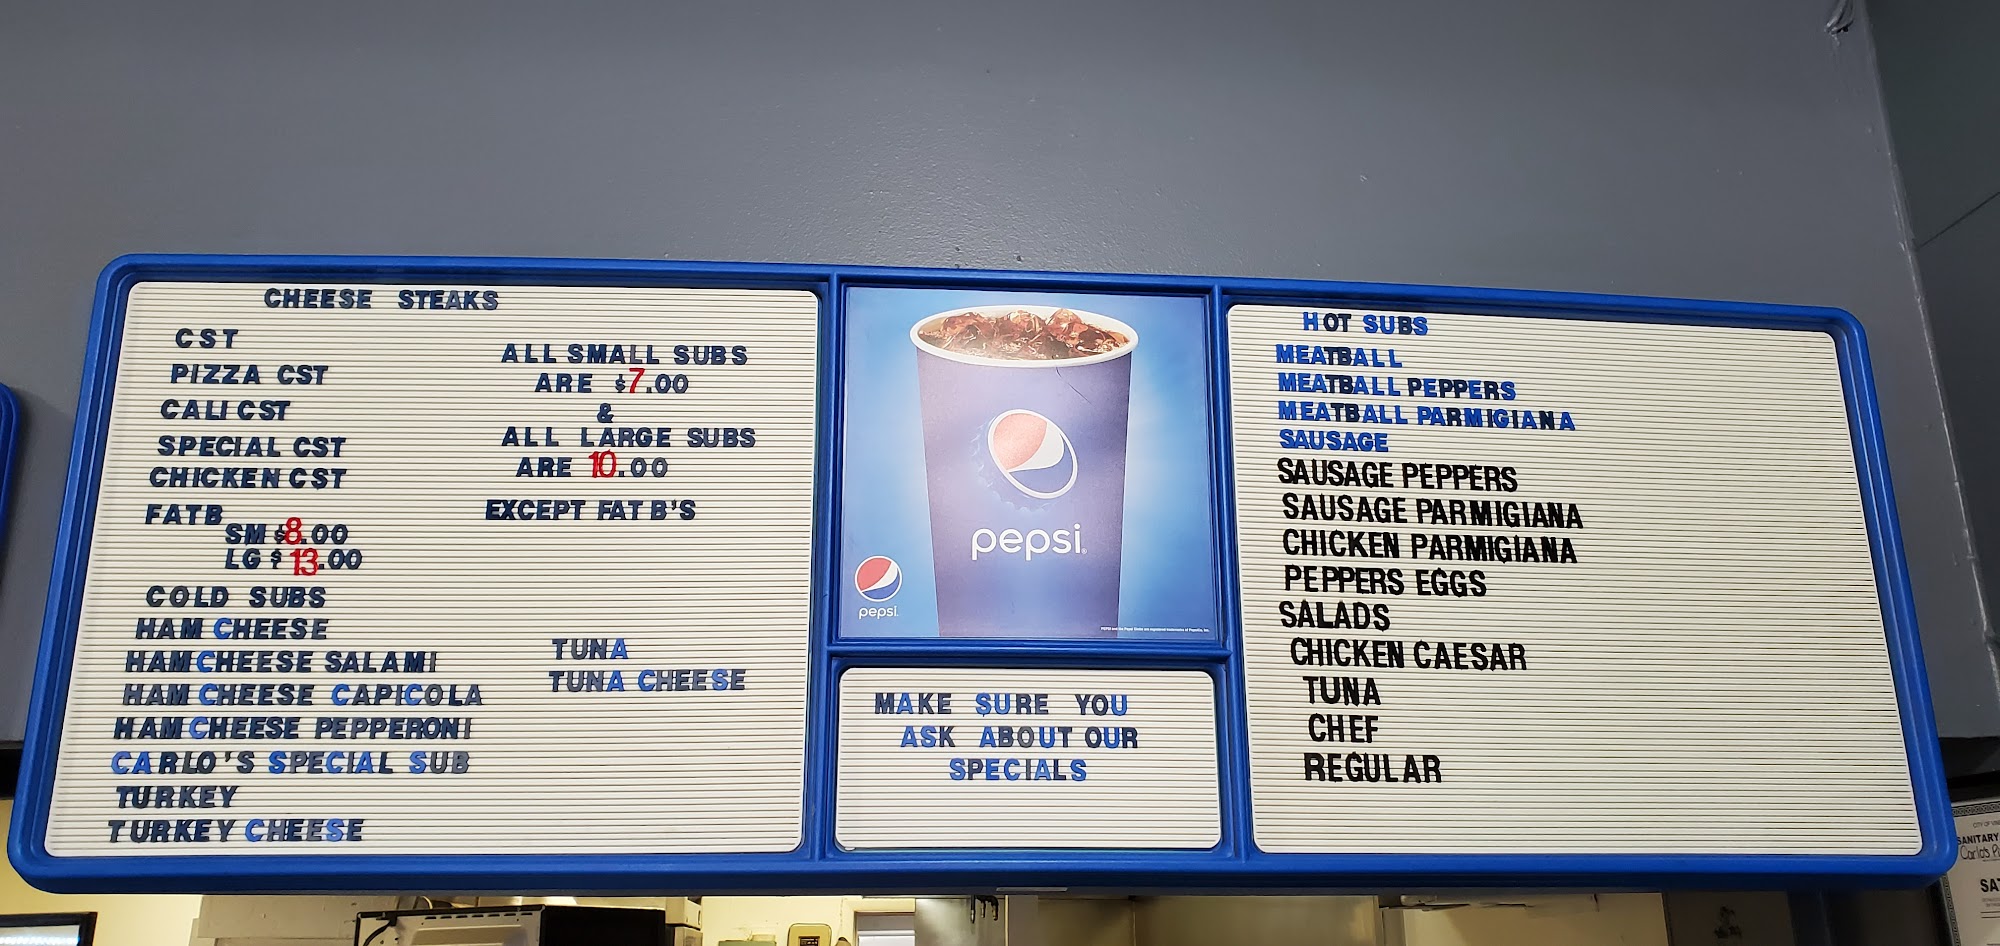 CHEESE STEAKS
CST
PIZZA CST
CALI CST
SPECIAL CST
CHICKEN CST
FATB
SM $8.00
LG $13.00
ALL SMALL SUBS
ARE $7.00
&
ALL LARGE SUBS
ARE 10.00
EXCEPT FAT B'S
COLD SUBS
HAM CHEESE
HAM CHEESE SALAMI
HAM CHEESE CAPICOLA
HAM CHEESE PEPPERONI
CARLO'S SPECIAL SUB
TURKEY
TURKEY CHEESE
TUNA
TUNA CHEESE
pepsi
pepsi
MAKE SURE YOU
ASK ABOUT OUR
SPECIALS
HOT SUBS
MEATBALL
MEATBALL PEPPERS
MEATBALL PARMIGIANA
SAUSAGE
SAUSAGE PEPPERS
SAUSAGE PARMIGIANA
CHICKEN PARMIGIANA
PEPPERS EGGS
SALADS
CHICKEN CAESAR
TUNA
CHEF
REGULAR
CITY OF
SANITARY
Carlo's